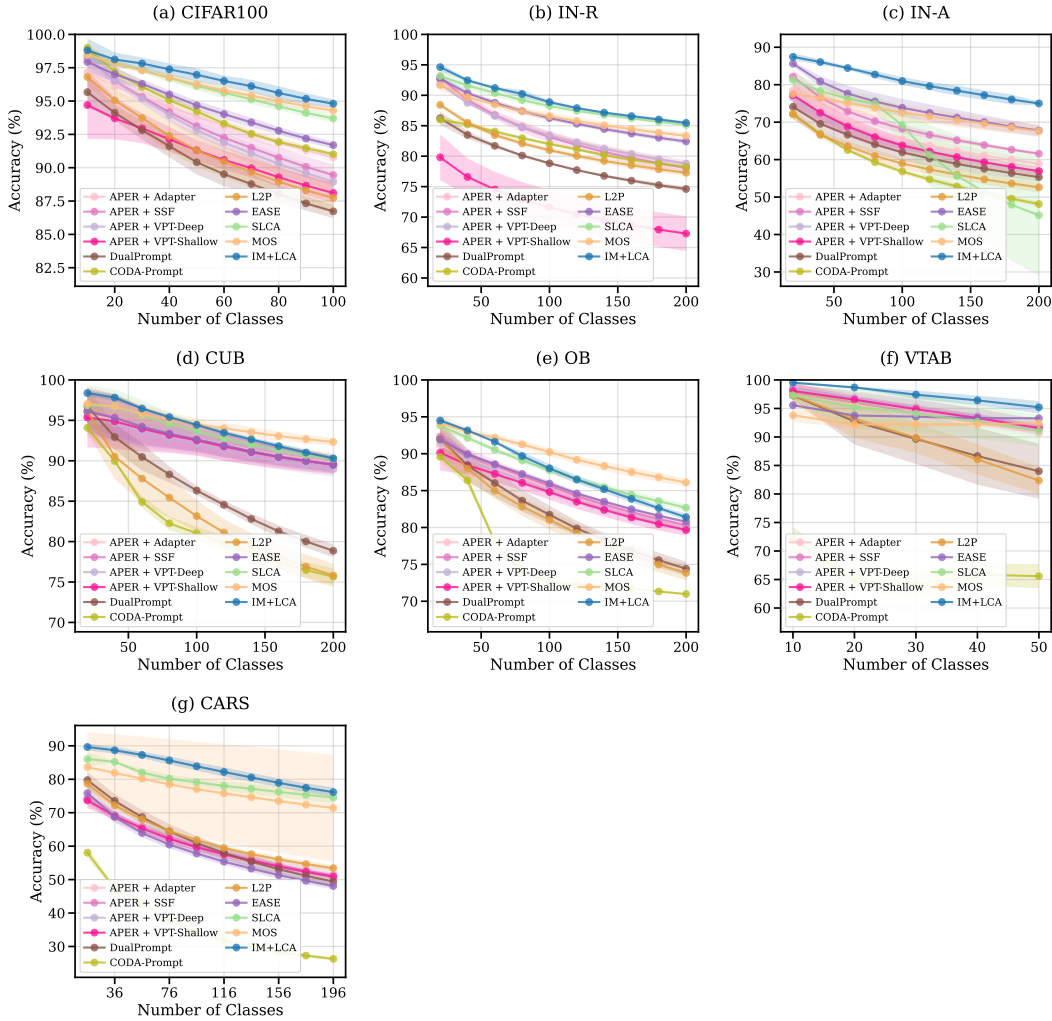 (a) CIFAR100
100.0
97.5
95.0
92.5
90.0
87.5
85.0
82.5
Accuracy (%)
APER + Adapter
APER + SSF
APER + VPT-Deep
APER + VPT-Shallow
DualPrompt
CODA-Prompt
L2P
EASE
SLCA
MOS
IM+LCA
20
40
60
80
100
Number of Classes
(b) IN-R
100
95
90
85
80
75
70
65
60
Accuracy (%)
APER + Adapter
APER + SSF
APER + VPT-Deep
APER + VPT-Shallow
DualPrompt
CODA-Prompt
L2P
EASE
SLCA
MOS
IM+LCA
50
100
150
200
Number of Classes
(c) IN-A
90
80
70
60
50
40
30
Accuracy (%)
APER + Adapter
APER + SSF
APER + VPT-Deep
APER + VPT-Shallow
DualPrompt
CODA-Prompt
L2P
EASE
SLCA
MOS
IM+LCA
50
100
150
200
Number of Classes
(d) CUB
100
95
90
85
80
75
70
Accuracy (%)
APER + Adapter
APER + SSF
APER + VPT-Deep
APER + VPT-Shallow
DualPrompt
CODA-Prompt
L2P
EASE
SLCA
MOS
IM+LCA
50
100
150
200
Number of Classes
(e) OB
100
95
90
85
80
75
70
Accuracy (%)
APER + Adapter
APER + SSF
APER + VPT-Deep
APER + VPT-Shallow
DualPrompt
CODA-Prompt
L2P
EASE
SLCA
MOS
IM+LCA
50
100
150
200
Number of Classes
(f) VTAB
100
95
90
85
80
75
70
65
60
Accuracy (%)
APER + Adapter
APER + SSF
APER + VPT-Deep
APER + VPT-Shallow
DualPrompt
CODA-Prompt
L2P
EASE
SLCA
MOS
IM+LCA
10
20
30
40
50
Number of Classes
(g) CARS
90
80
70
60
50
40
30
Accuracy (%)
APER + Adapter
APER + SSF
APER + VPT-Deep
APER + VPT-Shallow
DualPrompt
CODA-Prompt
L2P
EASE
SLCA
MOS
IM+LCA
36
76
116
156
196
Number of Classes